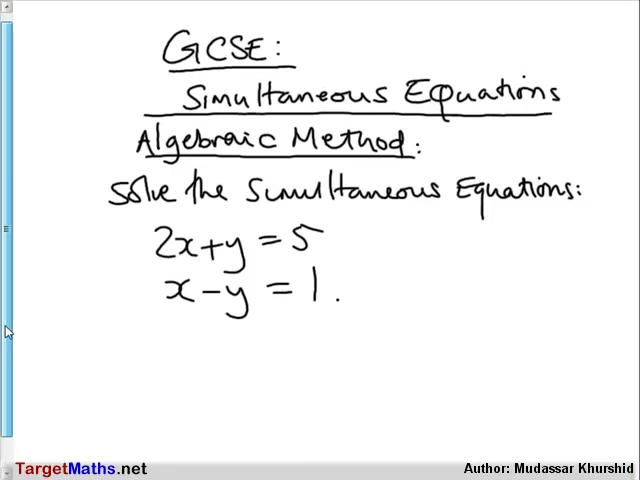 GCSE:
Simultaneous Equations
Algebraic Method:
Solve the Simultaneous Equations:
2x+y = 5
x-y = 1.
TargetMaths.net
Author: Mudassar Khurshid